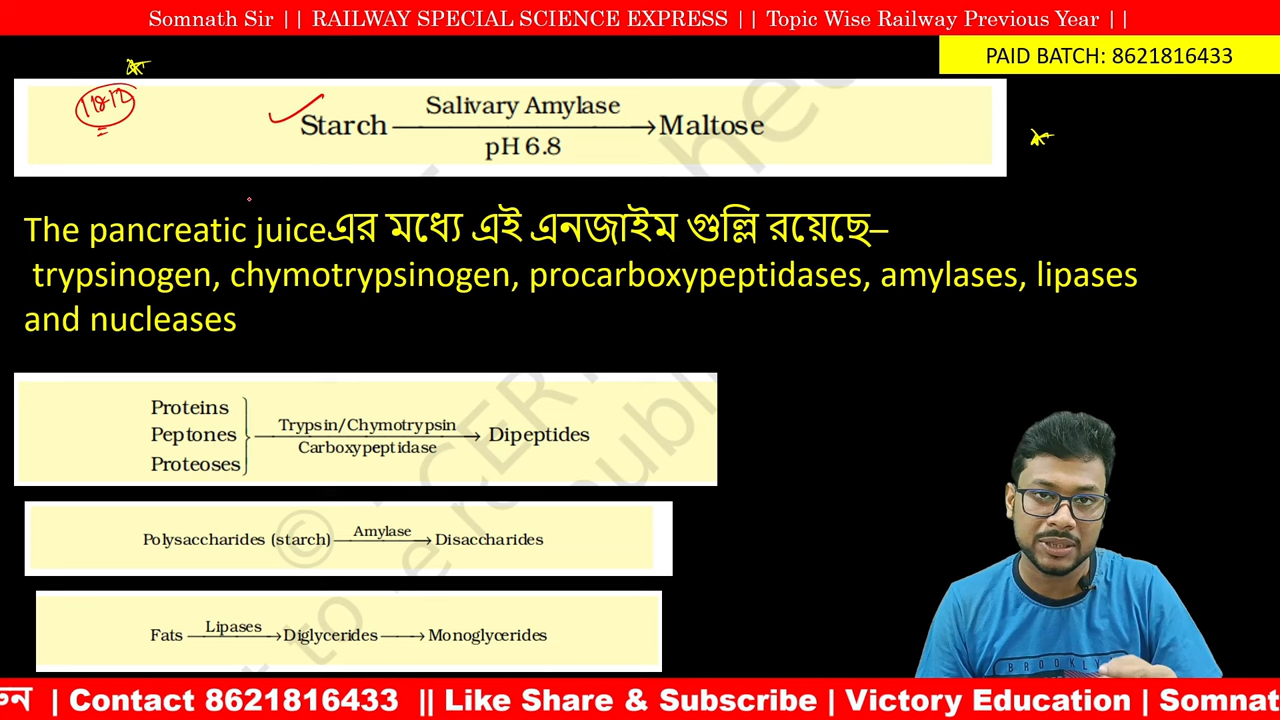 Somnath Sir || RAILWAY SPECIAL SCIENCE EXPRESS || Topic Wise Railway Previous Year ||
PAID BATCH: 8621816433
Salivary Amylase
Starch → Maltose
pH 6.8
The pancreatic juiceএর মধ্যে এই এনজাইম গুল্লি রয়েছে–
trypsinogen, chymotrypsinogen, procarboxypeptidases, amylases, lipases
and nucleases
Proteins
Peptones
Proteoses
Trypsin/Chymotrypsin
Carboxypeptidase
Dipeptides
Polysaccharides (starch) Amylase → Disaccharides
Fats Lipases → Diglycerides → Monoglycerides
BROOKLY
| Contact 8621816433 || Like Share & Subscribe | Victory Education | Somnat